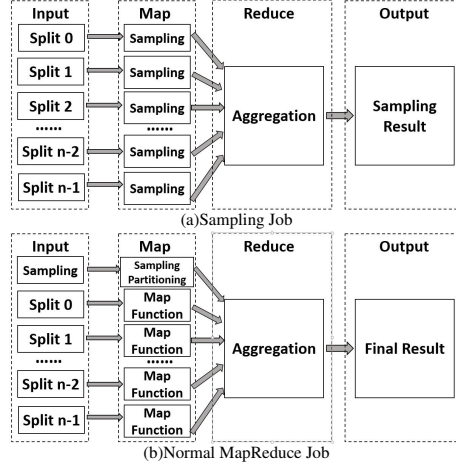 Input Map Reduce Output
Split 0 Sampling
Split 1 Sampling
Split 2 Sampling Aggregation Sampling Result
...... ......
Split n-2 Sampling
Split n-1 Sampling
(a)Sampling Job
Input Map Reduce Output
Sampling Sampling Partitioning
Split 0 Map Function
Split 1 Map Function Aggregation Final Result
...... ......
Split n-2 Map Function
Split n-1 Map Function
(b)Normal MapReduce Job